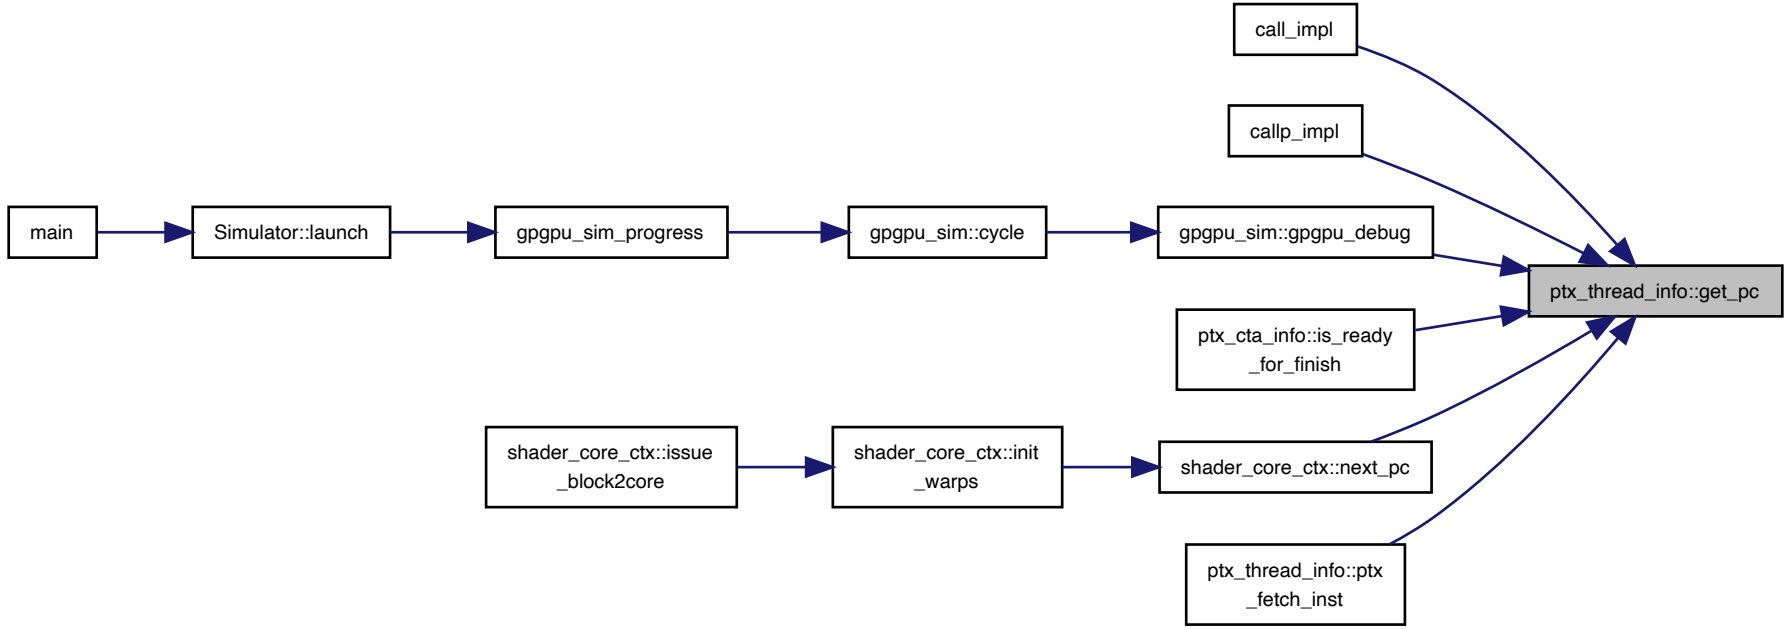 call_impl
callp_impl
main
Simulator::launch
gpgpu_sim_progress
gpgpu_sim::cycle
gpgpu_sim::gpgpu_debug
ptx_thread_info::get_pc
ptx_cta_info::is_ready
_for_finish
shader_core_ctx::issue
_block2core
shader_core_ctx::init
_warps
shader_core_ctx::next_pc
ptx_thread_info::ptx
_fetch_inst